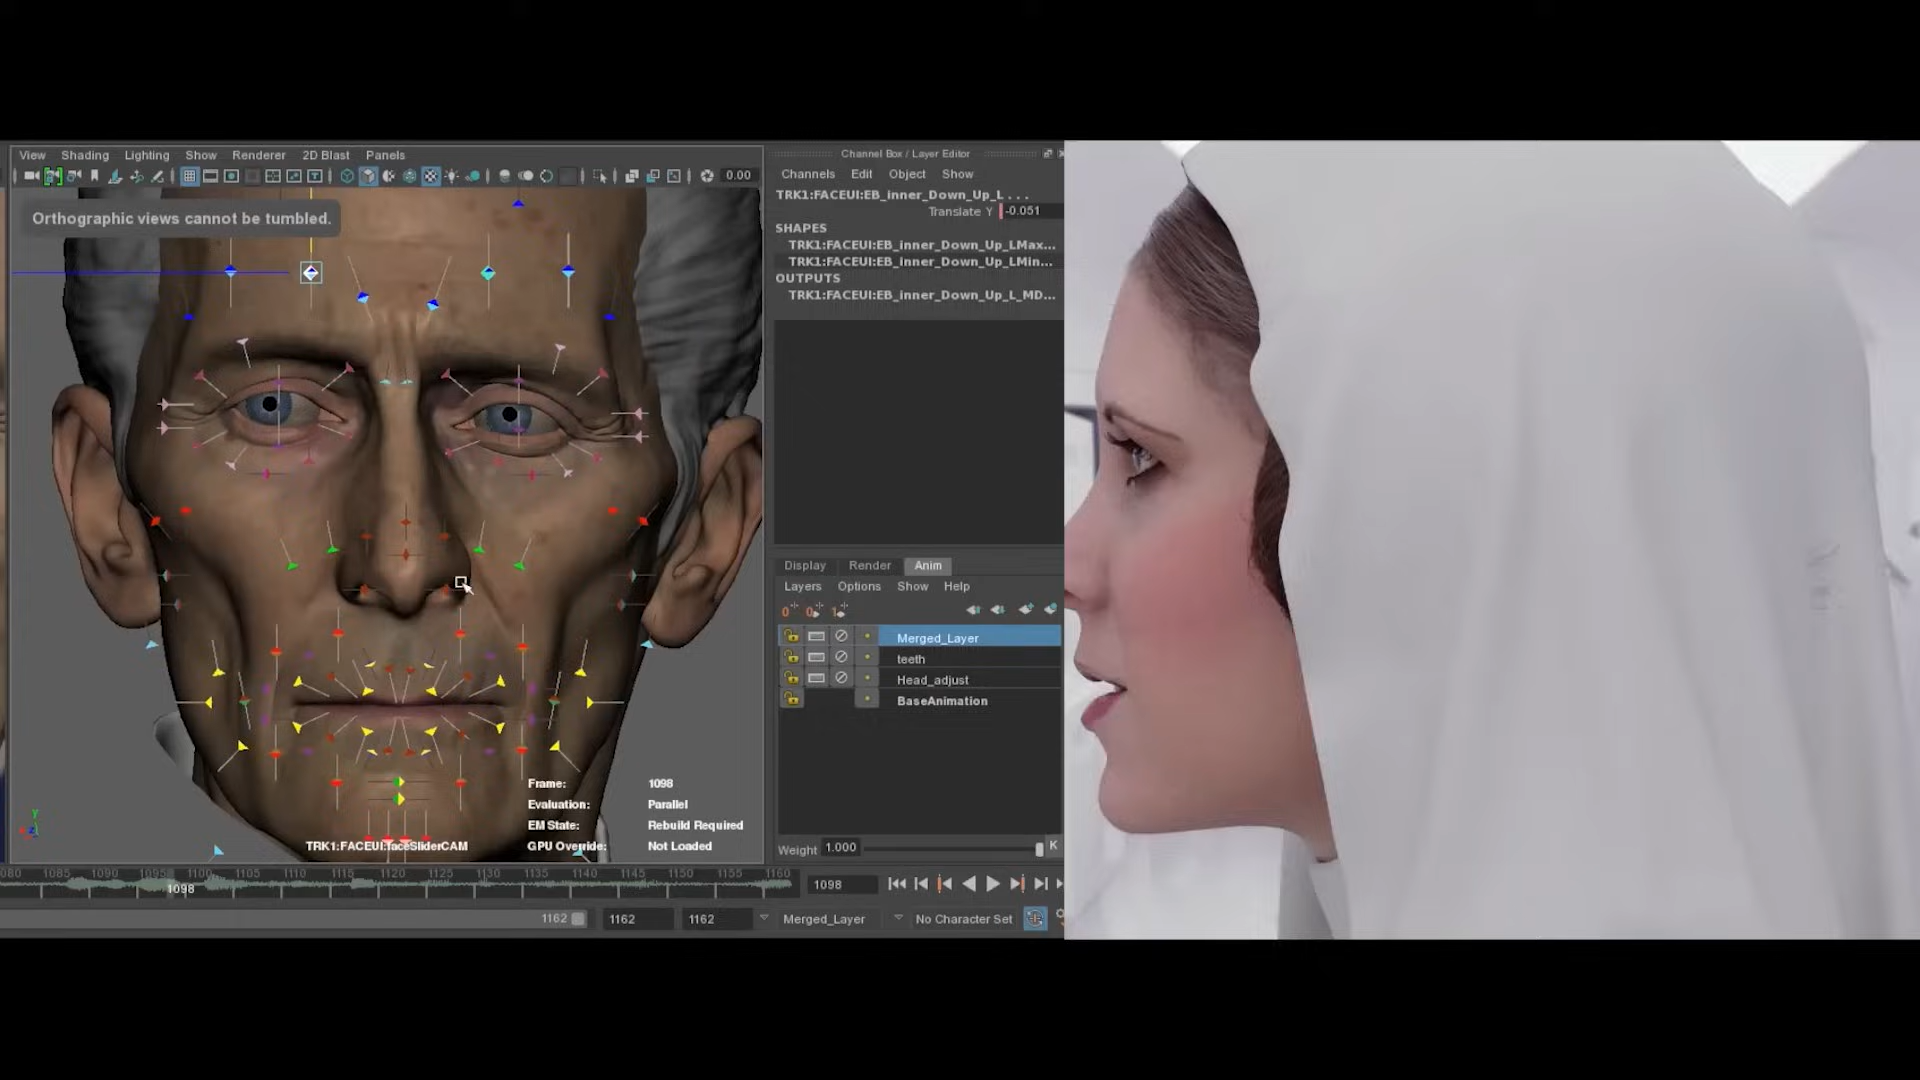 View Shading Lighting Show Renderer 2D Blast Panels
0.00
Orthographic views cannot be tumbled.
Channel Box / Layer Editor
Channels Edit Object Show
TRK1:FACEUI:EB_inner_Down_Up_L . . .
Translate Y -0.051
SHAPES
TRK1:FACEUI:EB_inner_Down_Up_LMax...
TRK1:FACEUI:EB_inner_Down_Up_LMin...
OUTPUTS
TRK1:FACEUI:EB_inner_Down_Up_L_MD...
Display Render Anim
Layers Options Show Help
Merged_Layer
teeth
Head_adjust
BaseAnimation
Weight 1.000 K
Frame: 1098
Evaluation: Parallel
EM State: Rebuild Required
GPU Override: Not Loaded
TRK1:FACEUI:faceSliderCAM
080 1085 1090 1095 1100 1105 1110 1115 1120 1125 1130 1135 1140 1145 1150 1155 1160
1098
1098
1162 1162 1162 Merged_Layer No Character Set